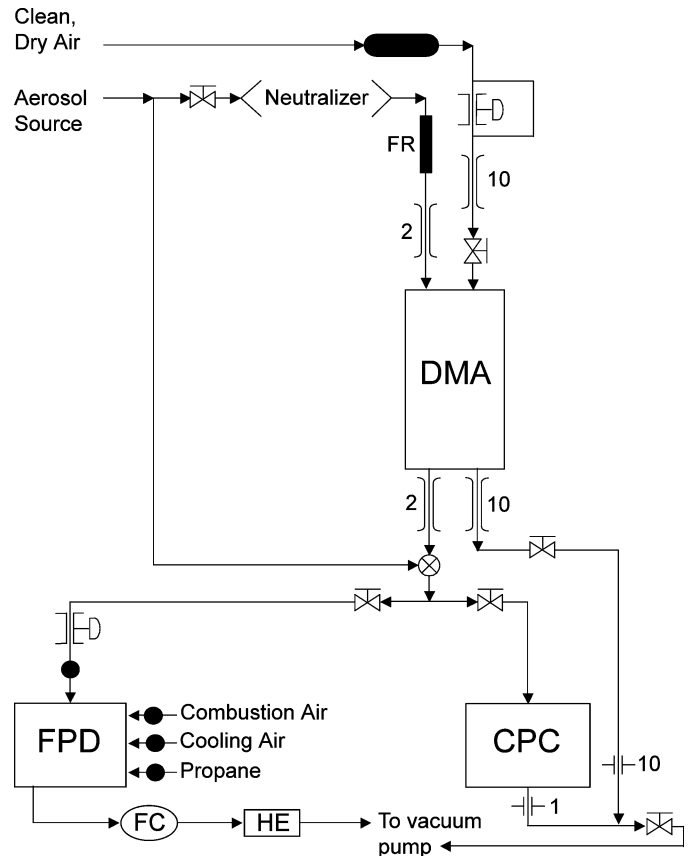 Clean,
Dry Air
Aerosol
Source
Neutralizer
FR
10
2
DMA
2
10
FPD
Combustion Air
Cooling Air
Propane
CPC
10
1
FC
HE
To vacuum
pump